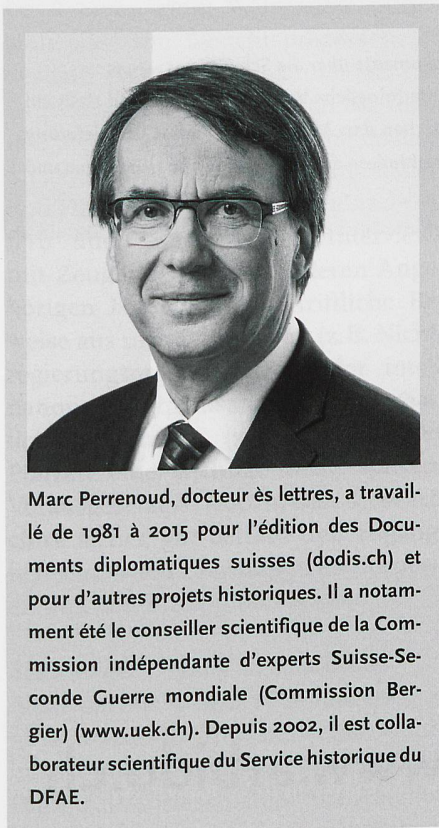 Marc Perrenoud, docteur ès lettres, a travail-
lé de 1981 à 2015 pour l'édition des Docu-
ments diplomatiques suisses (dodis.ch) et
pour d'autres projets historiques. Il a notam-
ment été le conseiller scientifique de la Com-
mission indépendante d'experts Suisse-Se-
conde Guerre mondiale (Commission Ber-
gier) (www.uek.ch). Depuis 2002, il est colla-
borateur scientifique du Service historique du
DFAE.